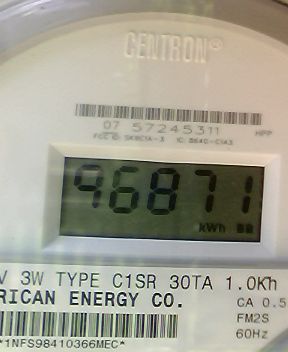 CENTRON®
07 57245311 HPP
96871
kWh
V 3W TYPE C1SR 30TA 1.0Kh
RICAN ENERGY CO. CA 0.5
FM2S
60Hz
*1NFS98410366MEC*